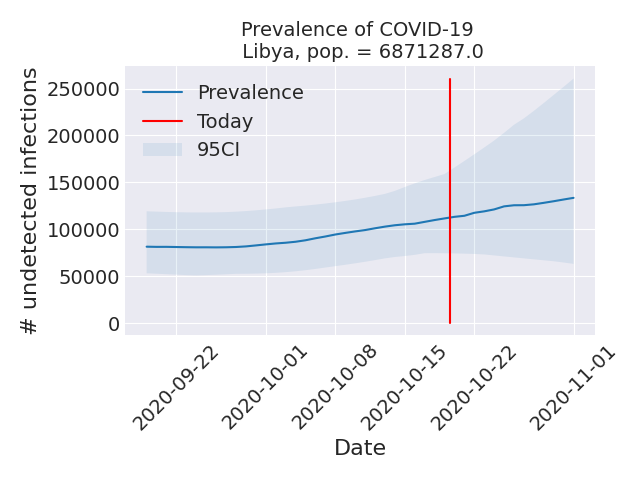 Prevalence of COVID-19
Libya, pop. = 6871287.0
# undetected infections
250000
200000
150000
100000
50000
0
Prevalence
Today
95CI
2020-09-22
2020-10-01
2020-10-08
2020-10-15
2020-10-22
2020-11-01
Date